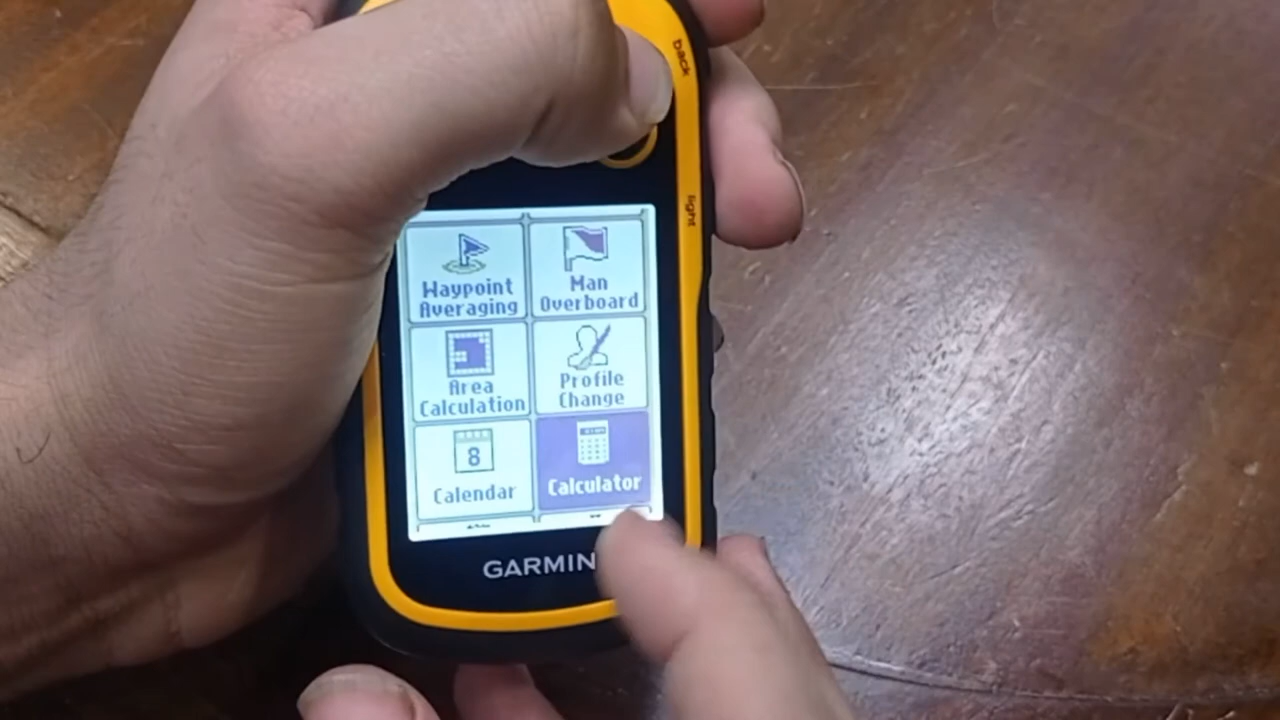 back
light
Waypoint
Averaging
Man
Overboard
Area
Calculation
Profile
Change
8
Calendar
Calculator
GARMIN